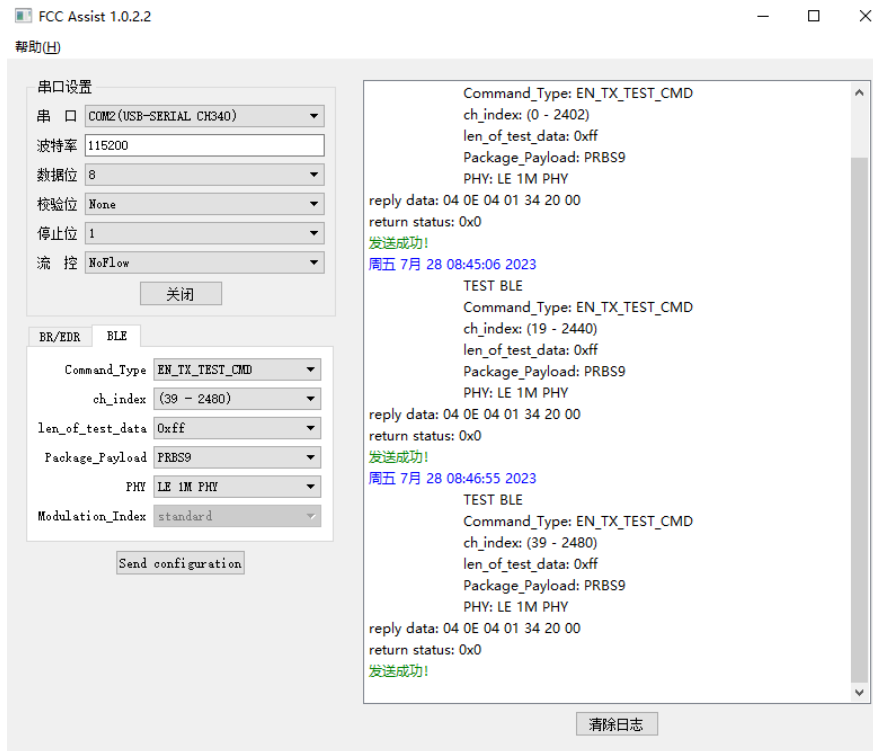 FCC Assist 1.0.2.2
帮助(H)
串口设置
串 口 COM2(USB-SERIAL CH340)
波特率 115200
数据位 8
校验位 None
停止位 1
流 控 NoFlow
关闭
BR/EDR BLE
Command_Type EN_TX_TEST_CMD
ch_index (39 - 2480)
len_of_test_data 0xff
Package_Payload PRBS9
PHY LE 1M PHY
Modulation_Index standard
Send configuration
Command_Type: EN_TX_TEST_CMD
ch_index: (0 - 2402)
len_of_test_data: 0xff
Package_Payload: PRBS9
PHY: LE 1M PHY
reply data: 04 0E 04 01 34 20 00
return status: 0x0
发送成功!
周五 7月 28 08:45:06 2023
TEST BLE
Command_Type: EN_TX_TEST_CMD
ch_index: (19 - 2440)
len_of_test_data: 0xff
Package_Payload: PRBS9
PHY: LE 1M PHY
reply data: 04 0E 04 01 34 20 00
return status: 0x0
发送成功!
周五 7月 28 08:46:55 2023
TEST BLE
Command_Type: EN_TX_TEST_CMD
ch_index: (39 - 2480)
len_of_test_data: 0xff
Package_Payload: PRBS9
PHY: LE 1M PHY
reply data: 04 0E 04 01 34 20 00
return status: 0x0
发送成功!
清除日志